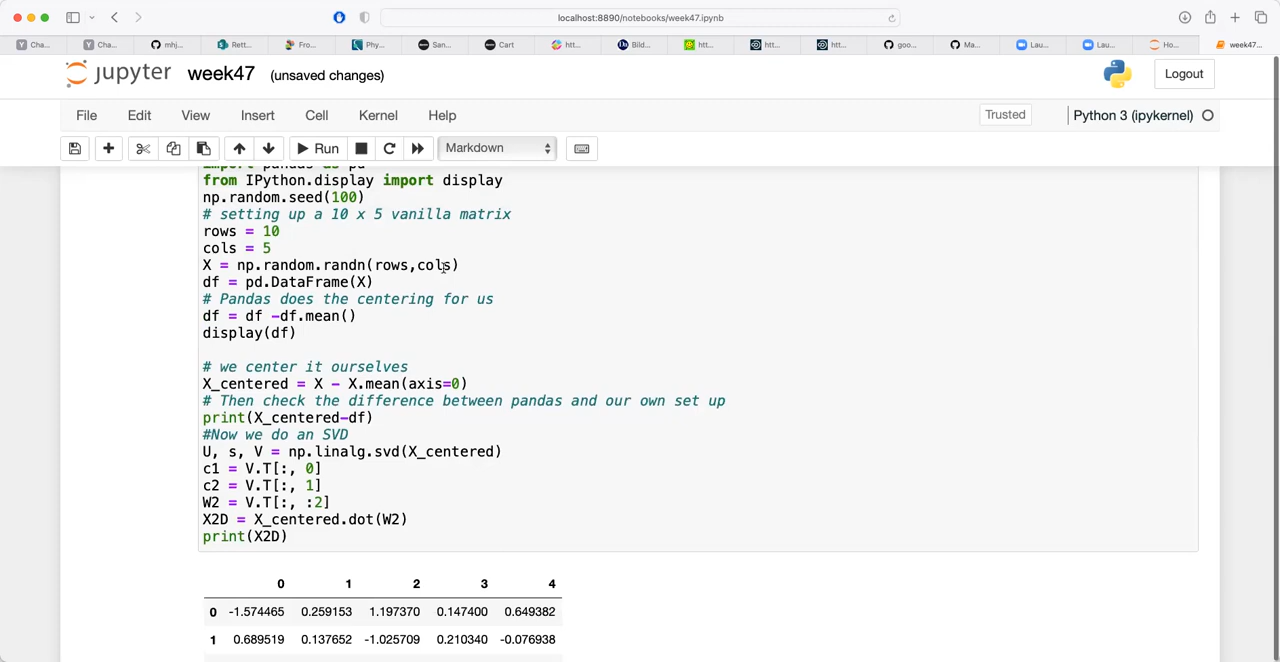 localhost:8890/notebooks/week47.ipynb
Cha... Cha... mhj... Rett... Fro... Phy... San... Cart htt... Bild... htt... htt... htt... goo... Ma... Lau... Lau... Ho... week47...
jupyter week47 (unsaved changes) Logout
File Edit View Insert Cell Kernel Help Trusted Python 3 (ipykernel)
Run Markdown
import pandas as pd
from IPython.display import display
np.random.seed(100)
# setting up a 10 x 5 vanilla matrix
rows = 10
cols = 5
X = np.random.randn(rows,cols)
df = pd.DataFrame(X)
# Pandas does the centering for us
df = df -df.mean()
display(df)
# we center it ourselves
X_centered = X - X.mean(axis=0)
# Then check the difference between pandas and our own set up
print(X_centered-df)
#Now we do an SVD
U, s, V = np.linalg.svd(X_centered)
c1 = V.T[:, 0]
c2 = V.T[:, 1]
W2 = V.T[:, :2]
X2D = X_centered.dot(W2)
print(X2D)
0 1 2 3 4
0 -1.574465 0.259153 1.197370 0.147400 0.649382
1 0.689519 0.137652 -1.025709 0.210340 -0.076938